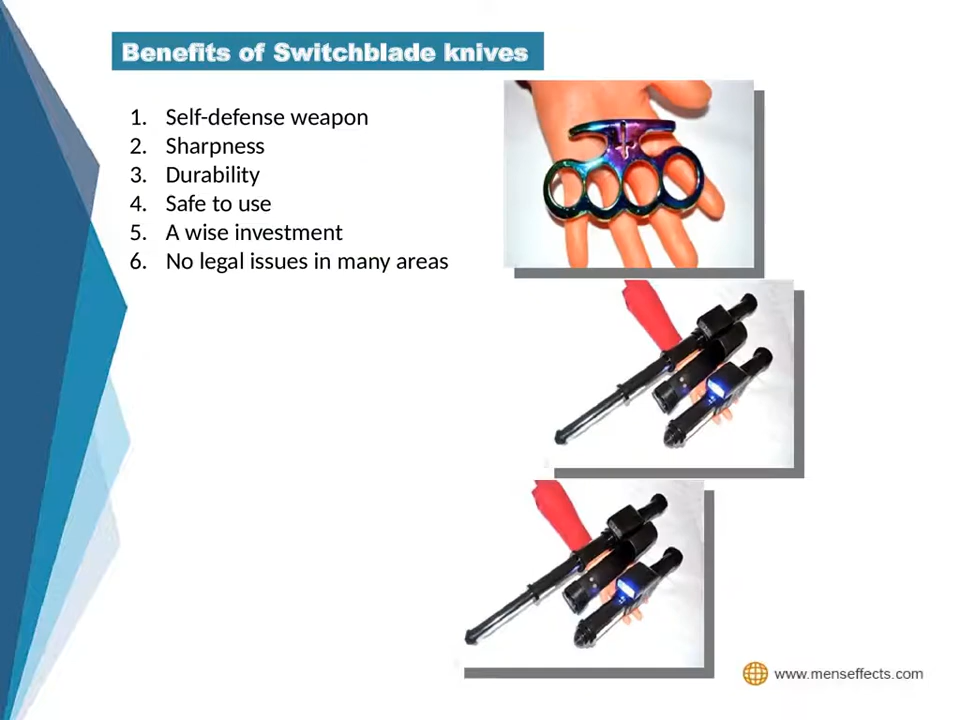 Benefits of Switchblade knives
1. Self-defense weapon
2. Sharpness
3. Durability
4. Safe to use
5. A wise investment
6. No legal issues in many areas
www.menseffects.com